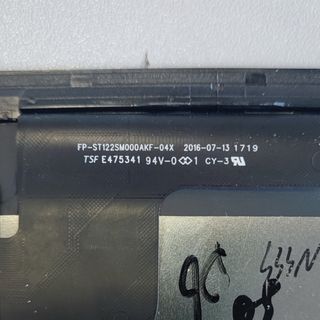 FP-ST122SM000AKF-04X 2016-07-13 1719
TSF E475341 94V-0 1 CY-3